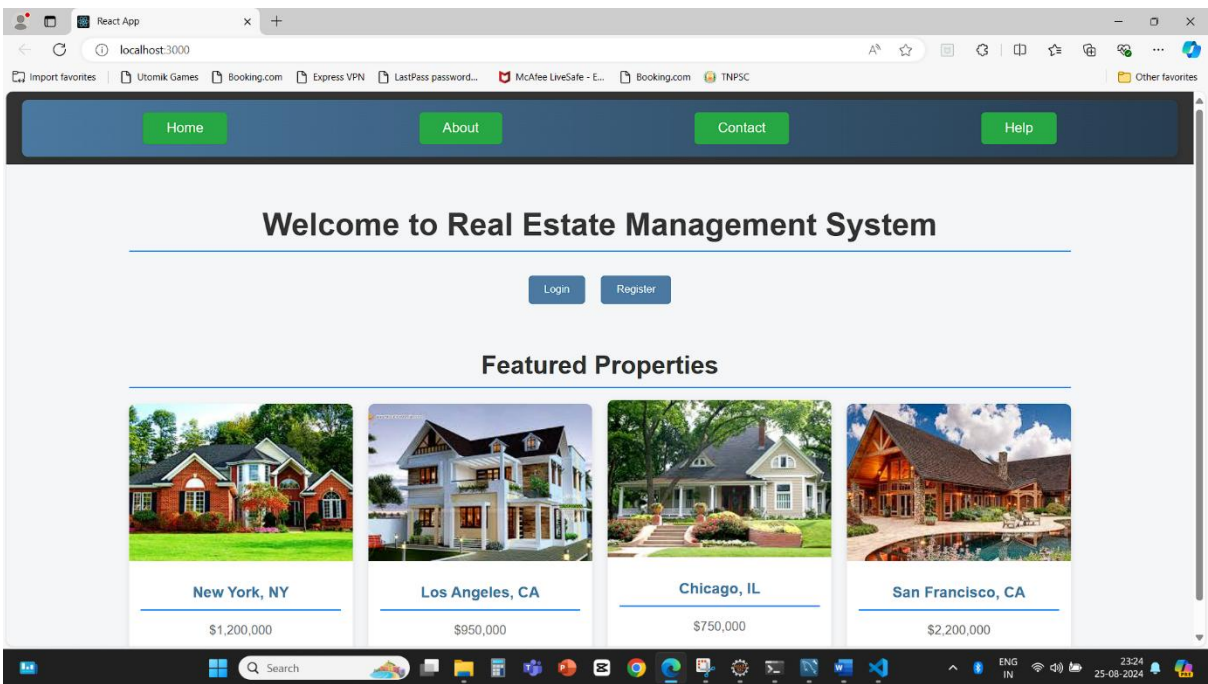 React App
localhost:3000
Import favorites Utomik Games Booking.com Express VPN LastPass password... McAfee LiveSafe - E... Booking.com TNPSC Other favorites
Home About Contact Help
Welcome to Real Estate Management System
Login Register
Featured Properties
New York, NY Los Angeles, CA Chicago, IL San Francisco, CA
$1,200,000 $950,000 $750,000 $2,200,000
Search
ENG
IN
23:24
25-08-2024